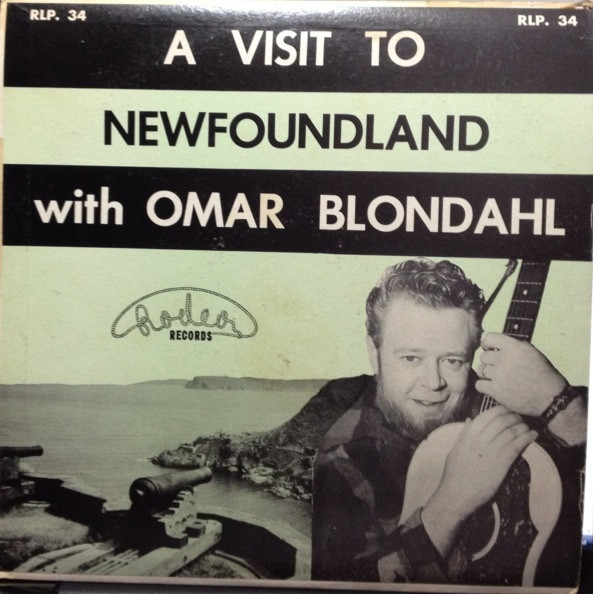 RLP. 34 RLP. 34
A VISIT TO
NEWFOUNDLAND
with OMAR BLONDAHL
Rodeo
RECORDS